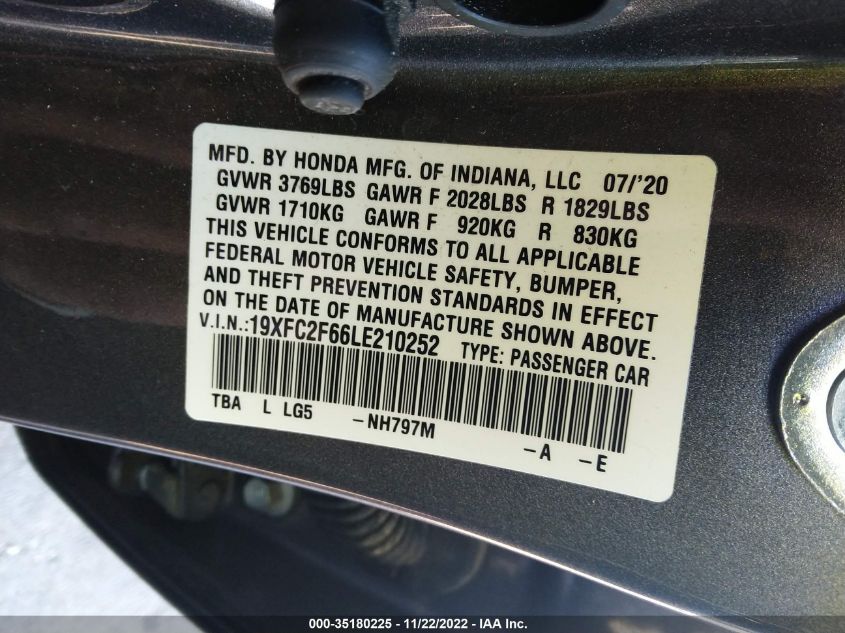 MFD. BY HONDA MFG. OF INDIANA, LLC 07/'20
GVWR 3769LBS GAWR F 2028LBS R 1829LBS
GVWR 1710KG GAWR F 920KG R 830KG
THIS VEHICLE CONFORMS TO ALL APPLICABLE
FEDERAL MOTOR VEHICLE SAFETY, BUMPER,
AND THEFT PREVENTION STANDARDS IN EFFECT
ON THE DATE OF MANUFACTURE SHOWN ABOVE.
V.I.N.:19XFC2F66LE210252 TYPE: PASSENGER CAR
TBA L LG5 -NH797M -A -E
000-35180225 - 11/22/2022 - IAA Inc.